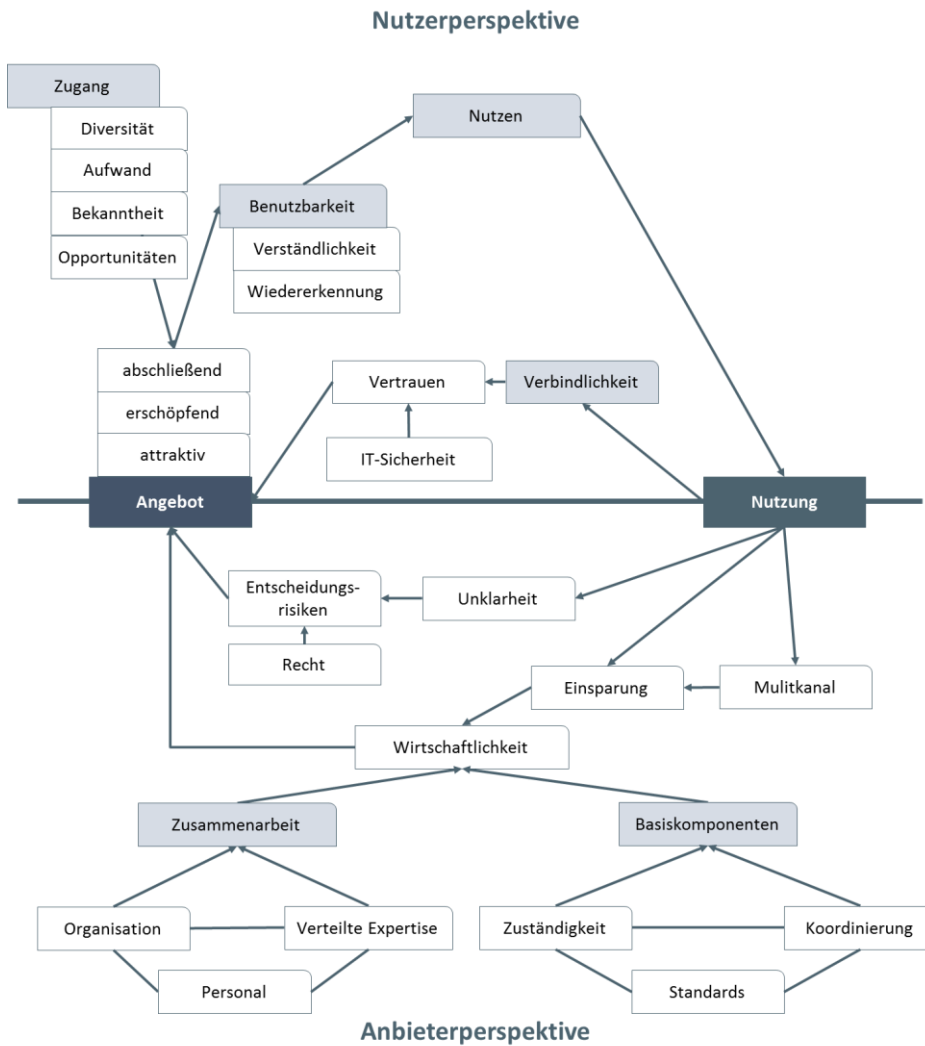 Nutzerperspektive
Zugang
Diversität
Aufwand
Bekanntheit
Opportunitäten
Nutzen
Benutzbarkeit
Verständlichkeit
Wiedererkennung
abschließend
erschöpfend
attraktiv
Vertrauen
Verbindlichkeit
IT-Sicherheit
Angebot
Nutzung
Entscheidungs-
risiken
Unklarheit
Recht
Einsparung
Mulitkanal
Wirtschaftlichkeit
Zusammenarbeit
Basiskomponenten
Organisation
Verteilte Expertise
Zuständigkeit
Koordinierung
Personal
Standards
Anbieterperspektive